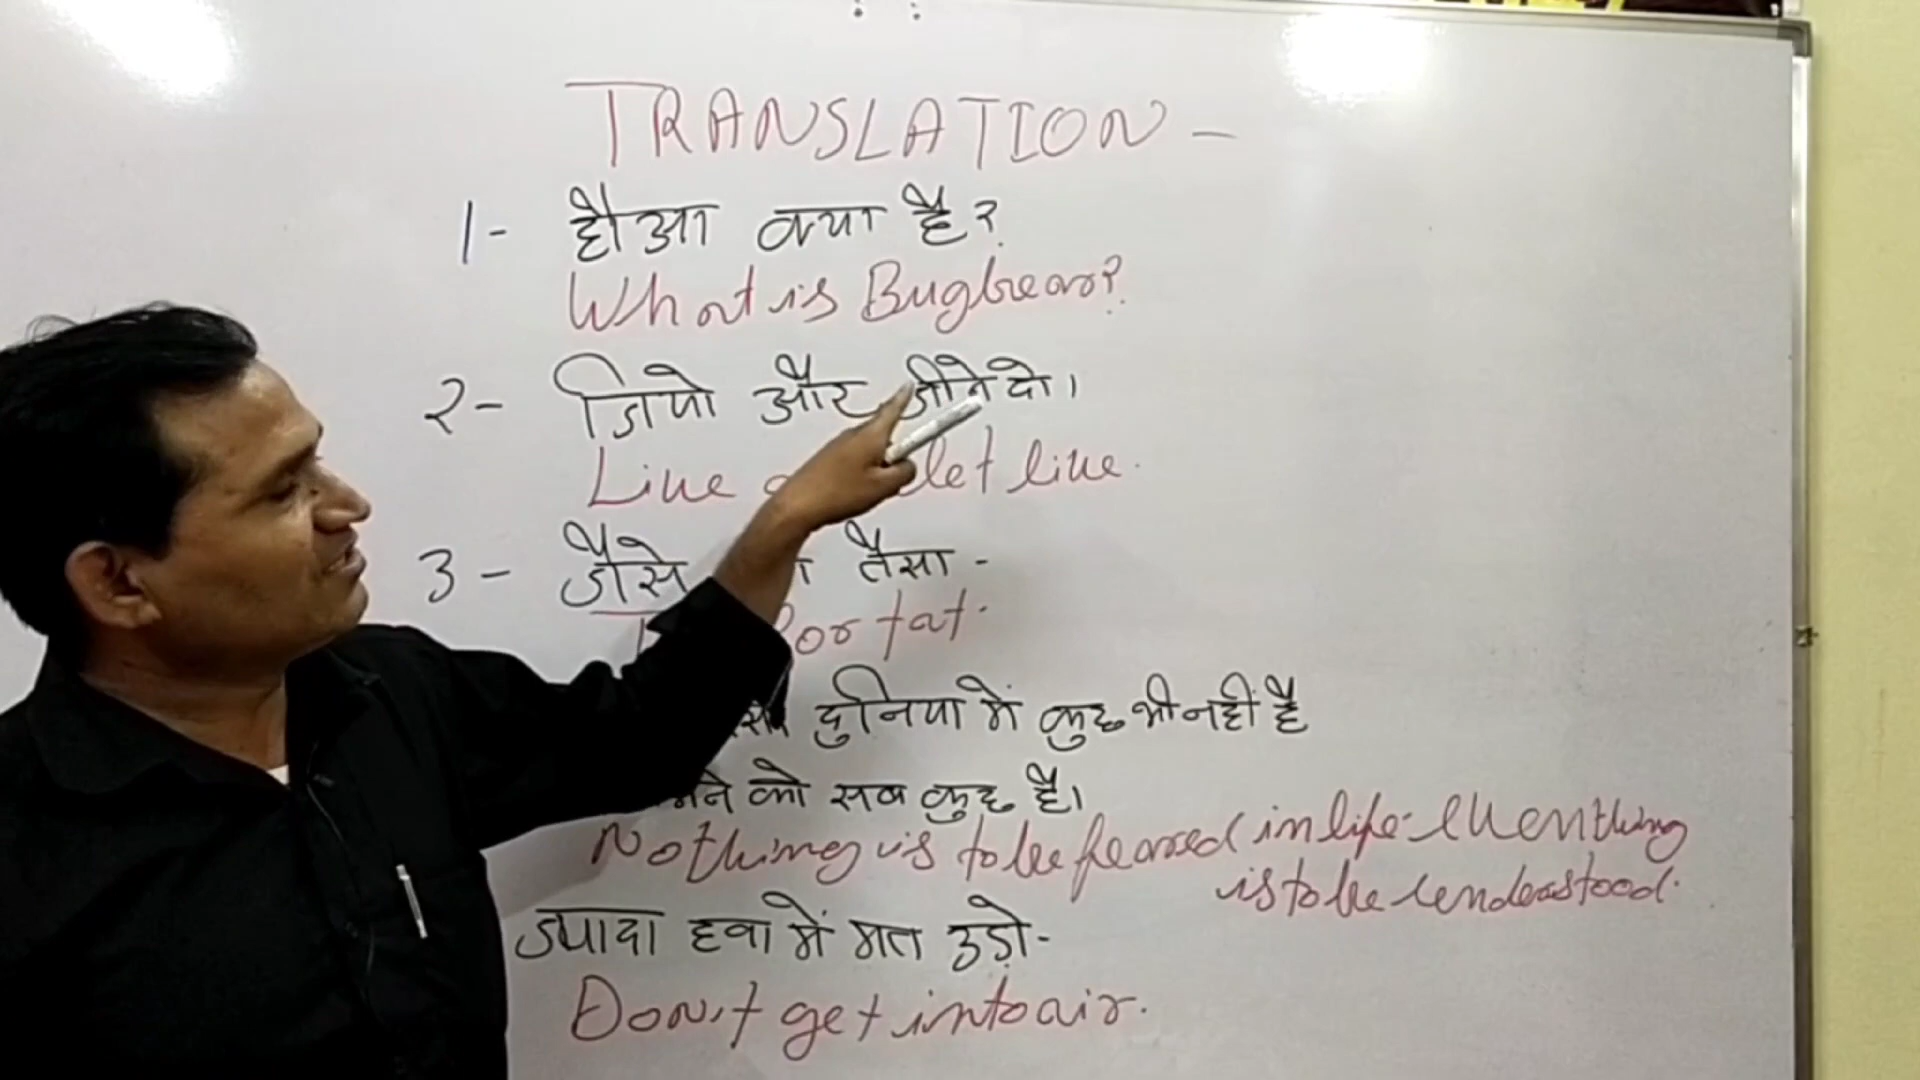 TRANSLATION -
1- हौआ क्या है?
What is Bugbear?
2- जियो और जीने दो।
Live let live.
3- जैसे तैसा -
for tat.
दुनिया में कुछ भी नही है
को सब कुछ है।
Nothing is to be feared in life. Everything
is to be understood.
ज्यादा हवा में मत उड़ो-
Don't get into air.